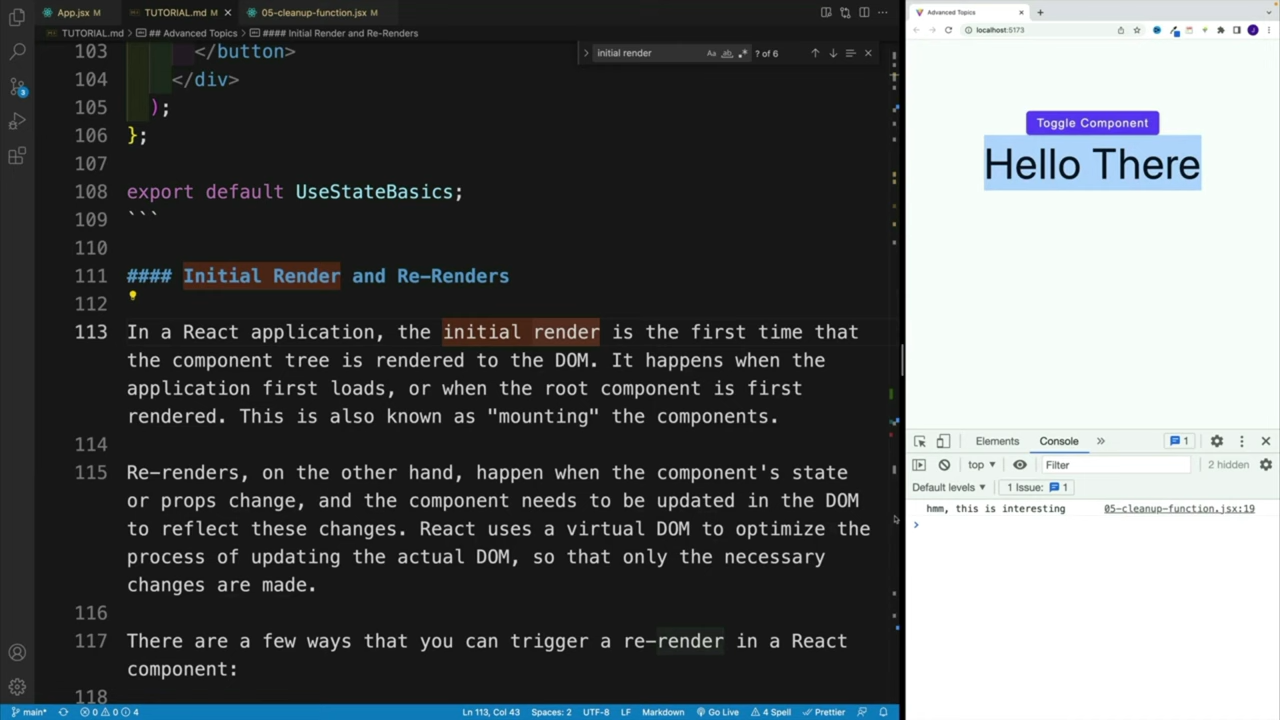 App.jsx M
TUTORIAL.md M
05-cleanup-function.jsx M
TUTORIAL.md > ## Advanced Topics > #### Initial Render and Re-Renders
initial render
Aa
? of 6
103 </button>
104 </div>
105 );
106 };
107
108 export default UseStateBasics;
109 ```
110
111 #### Initial Render and Re-Renders
112
113 In a React application, the initial render is the first time that
the component tree is rendered to the DOM. It happens when the
application first loads, or when the root component is first
rendered. This is also known as "mounting" the components.
114
115 Re-renders, on the other hand, happen when the component's state
or props change, and the component needs to be updated in the DOM
to reflect these changes. React uses a virtual DOM to optimize the
process of updating the actual DOM, so that only the necessary
changes are made.
116
117 There are a few ways that you can trigger a re-render in a React
component:
118
3
main*
0 0 4
Ln 113, Col 43
Spaces: 2
UTF-8
LF
Markdown
Go Live
4 Spell
Prettier
Advanced Topics
localhost:5173
Toggle Component
Hello There
Elements
Console
1
top
Filter
2 hidden
Default levels
1 Issue: 1
hmm, this is interesting 05-cleanup-function.jsx:19